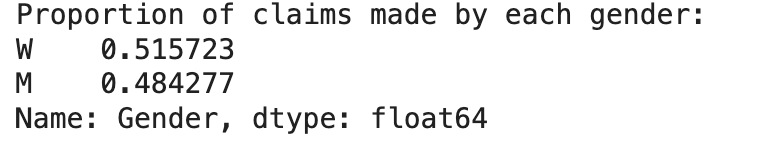 Proportion of claims made by each gender:
W    0.515723
M    0.484277
Name: Gender, dtype: float64